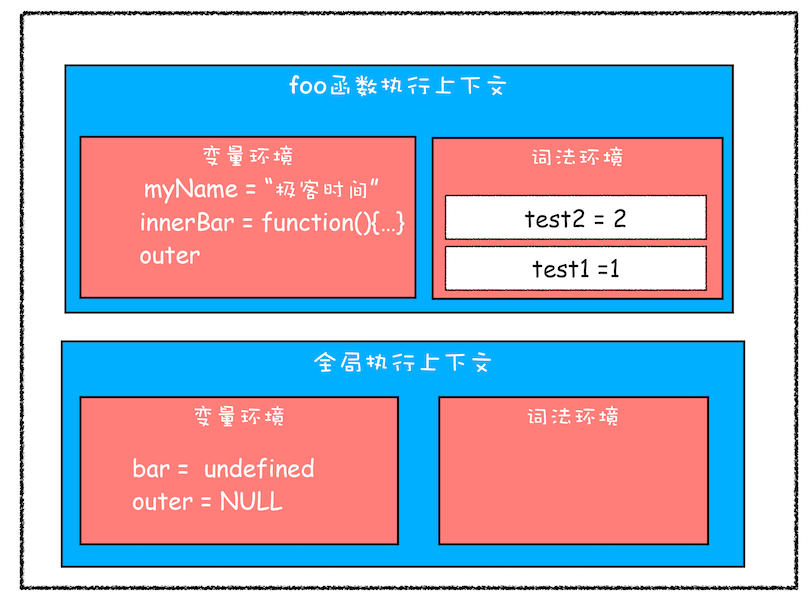 foo函数执行上下文
变量环境
myName = “极客时间”
innerBar = function(){...}
outer
词法环境
test2 = 2
test1 =1
全局执行上下文
变量环境
bar = undefined
outer = NULL
词法环境